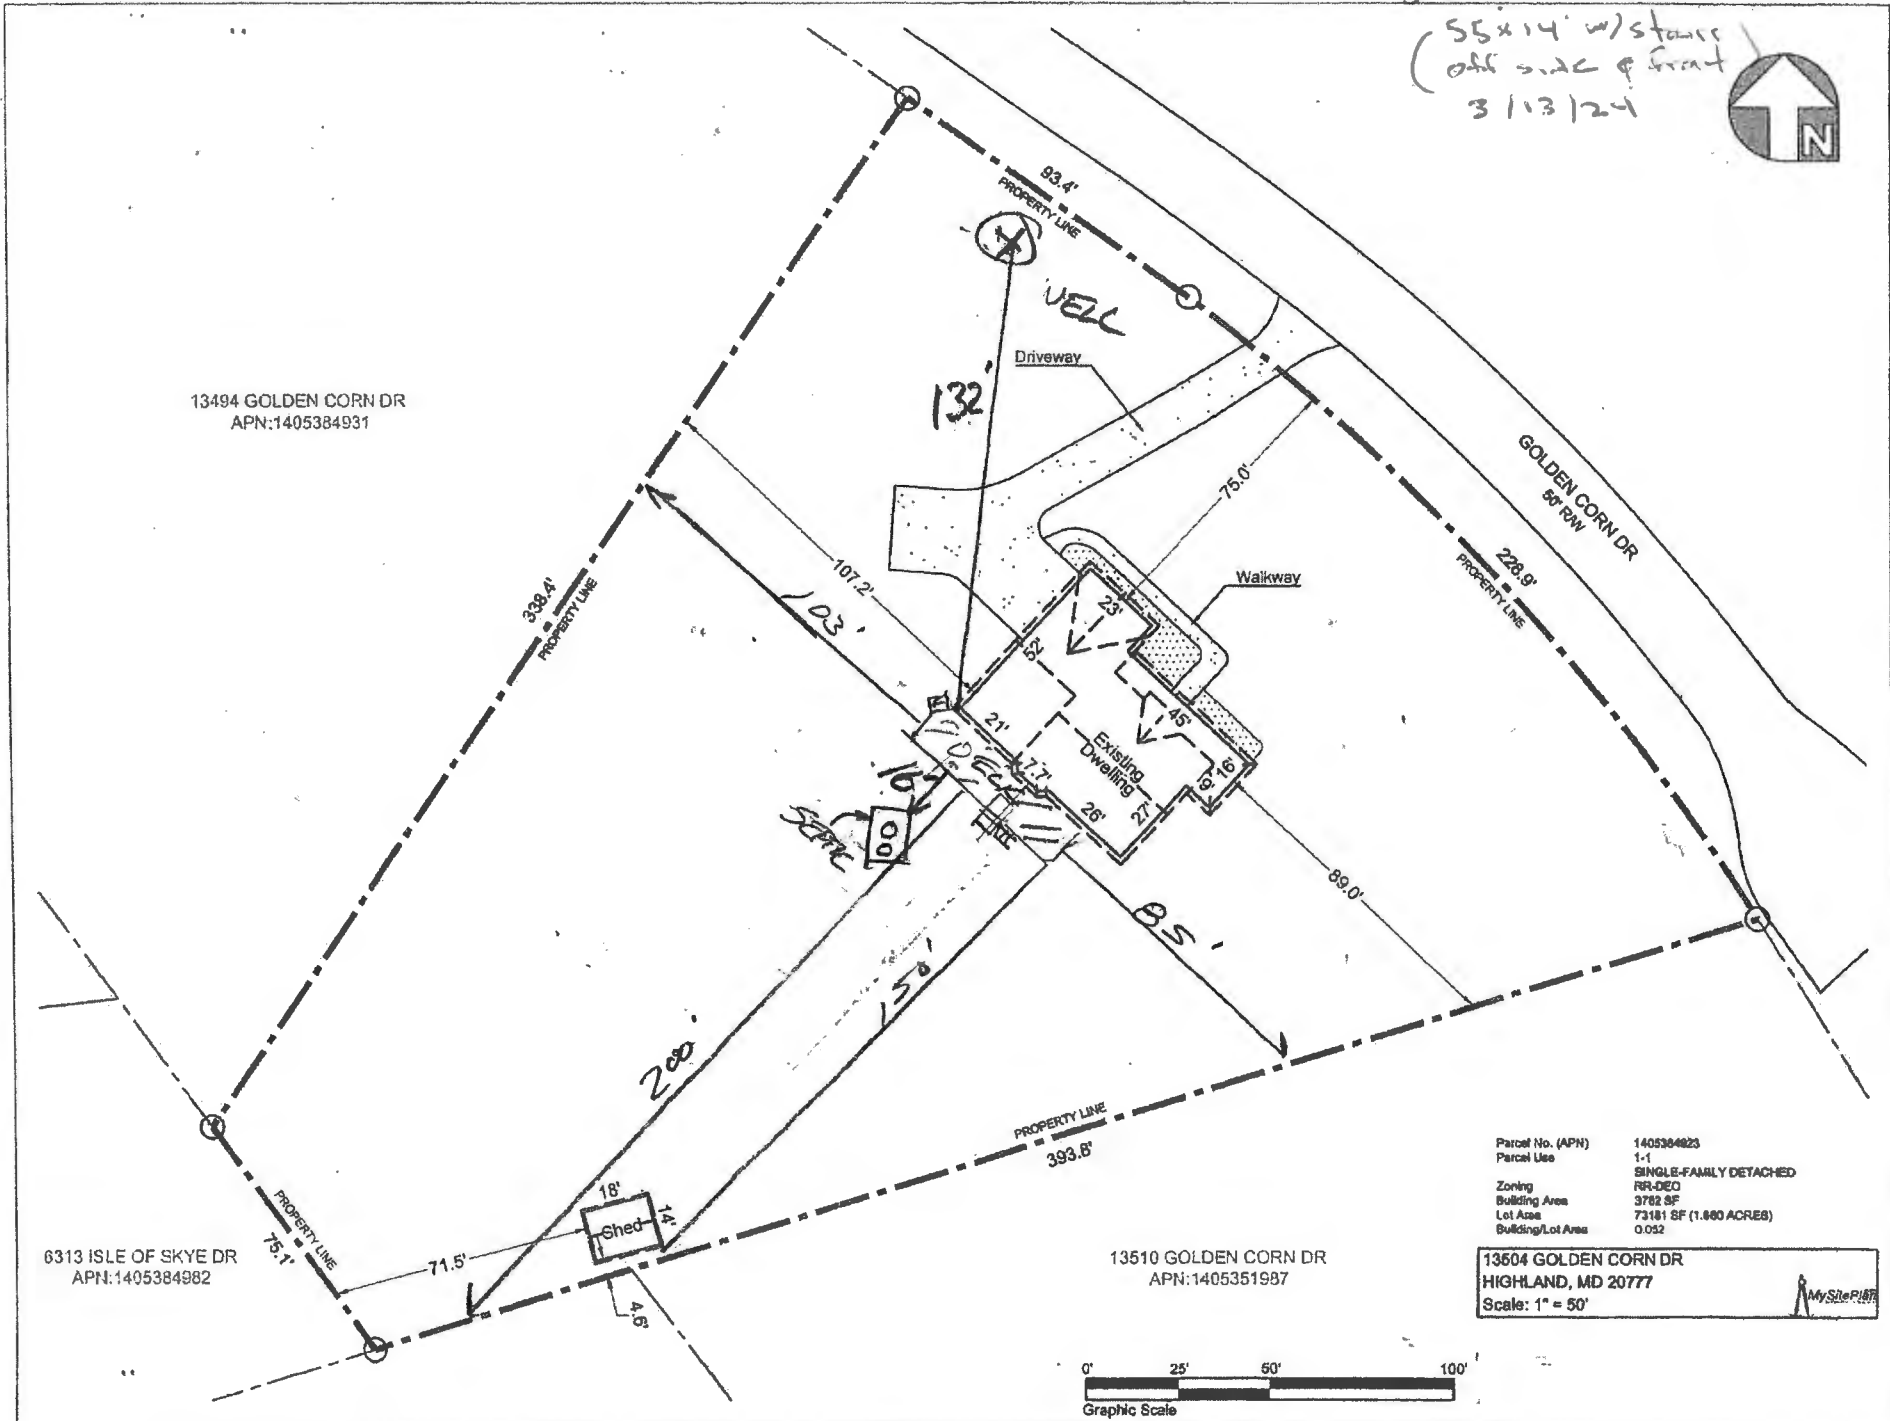 55x14' w/stairs
off side & front
3/13/24
N
93.4'
PROPERTY LINE
WELL
Driveway
132'
13494 GOLDEN CORN DR
APN:1405384931
GOLDEN CORN DR
50' R/W
75.0'
228.9'
PROPERTY LINE
107.2'
103'
338.4'
PROPERTY LINE
Walkway
23'
52'
45'
21'
DECK
7.7'
Existing
Dwelling
16'
9'
27'
26'
16'
SEPTIC
89.0'
85'
150'
200'
PROPERTY LINE
393.8'
18'
14'
Shed
71.5'
4.6'
PROPERTY LINE
75.1'
6313 ISLE OF SKYE DR
APN:1405384982
13510 GOLDEN CORN DR
APN:1405351987
Parcel No. (APN) 1405384923
Parcel Use 1-1
SINGLE-FAMILY DETACHED
Zoning RR-DEO
Building Area 3782 SF
Lot Area 73181 SF (1.680 ACRES)
Building/Lot Area 0.052
13504 GOLDEN CORN DR
HIGHLAND, MD 20777
Scale: 1" = 50'
MySitePlan
0' 25' 50' 100'
Graphic Scale